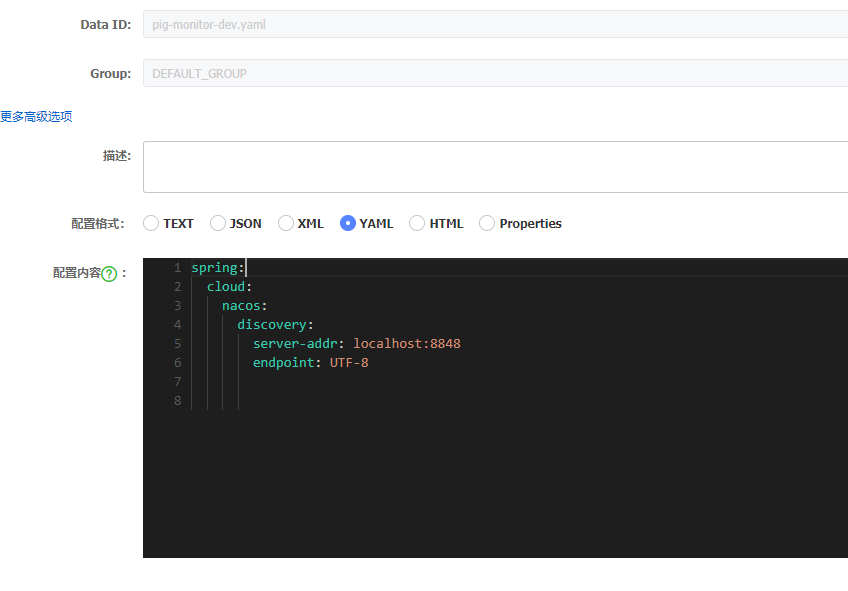 Data ID: pig-monitor-dev.yaml
Group: DEFAULT_GROUP
更多高级选项
描述:
配置格式: TEXT JSON XML YAML HTML Properties
配置内容? :
1 spring:
2 cloud:
3 nacos:
4 discovery:
5 server-addr: localhost:8848
6 endpoint: UTF-8
7
8